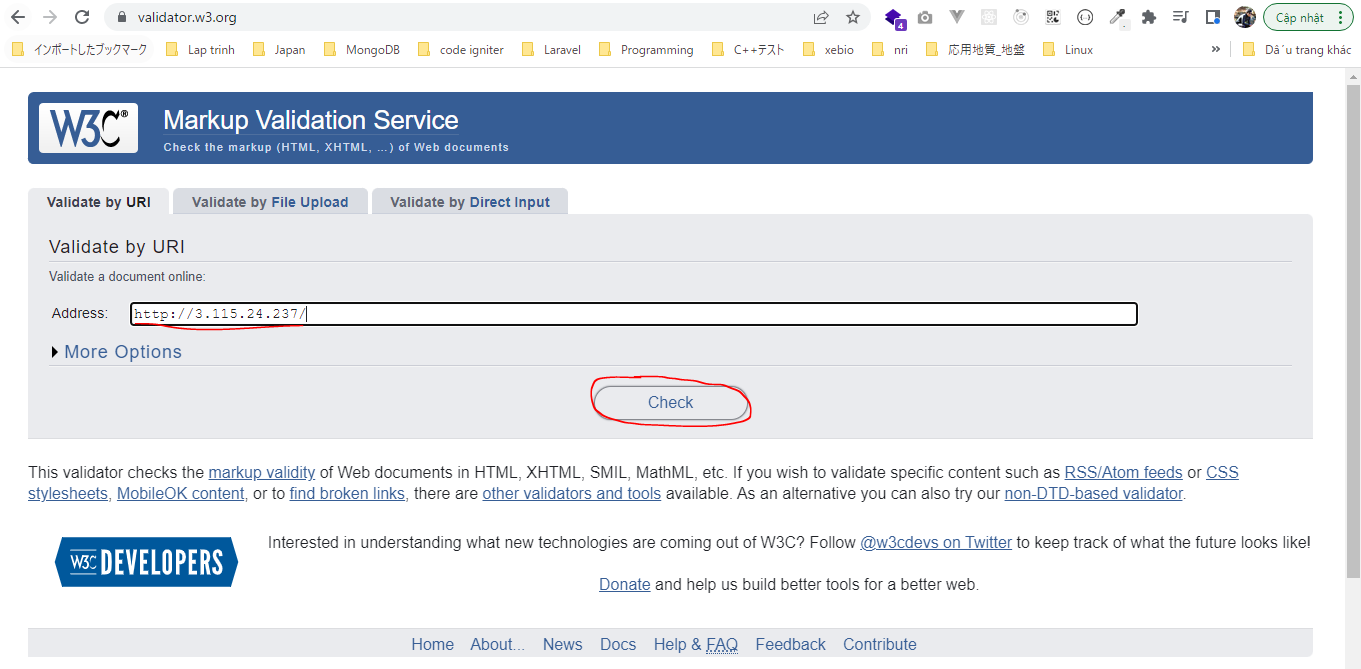 validator.w3.org
4
Cập nhật
インポートしたブックマーク Lap trinh Japan MongoDB code igniter Laravel Programming C++テスト xebio nri 応用地質_地盤 Linux » Dấu trang khác
W3C® Markup Validation Service
Check the markup (HTML, XHTML, …) of Web documents
Validate by URI Validate by File Upload Validate by Direct Input
Validate by URI
Validate a document online:
Address: http://3.115.24.237/
More Options
Check
This validator checks the markup validity of Web documents in HTML, XHTML, SMIL, MathML, etc. If you wish to validate specific content such as RSS/Atom feeds or CSS
stylesheets, MobileOK content, or to find broken links, there are other validators and tools available. As an alternative you can also try our non-DTD-based validator.
W3C DEVELOPERS
Interested in understanding what new technologies are coming out of W3C? Follow @w3cdevs on Twitter to keep track of what the future looks like!
Donate and help us build better tools for a better web.
Home About... News Docs Help & FAQ Feedback Contribute